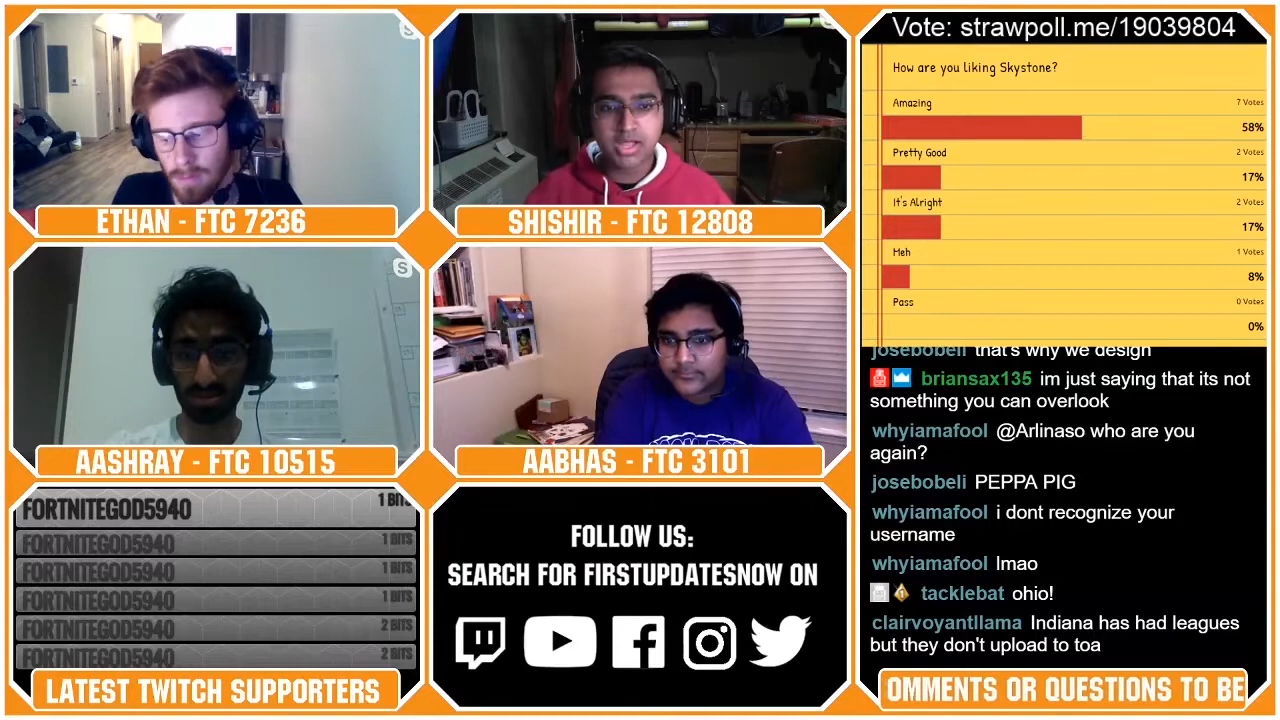 ETHAN - FTC 7236
SHISHIR - FTC 12808
AASHRAY - FTC 10515
AABHAS - FTC 3101
FORTNITEGOD5940 1 BITS
FORTNITEGOD5940 1 BITS
FORTNITEGOD5940 1 BITS
FORTNITEGOD5940 1 BITS
FORTNITEGOD5940 2 BITS
FORTNITEGOD5940 2 BITS
LATEST TWITCH SUPPORTERS
FOLLOW US:
SEARCH FOR FIRSTUPDATESNOW ON
Vote: strawpoll.me/19039804
How are you liking Skystone?
Amazing 7 Votes
58%
Pretty Good 2 Votes
17%
It's Alright 2 Votes
17%
Meh 1 Votes
8%
Pass 0 Votes
0%
josebobeli that's why we design
briansax135 im just saying that its not
something you can overlook
whyiamafool @Arlinaso who are you
again?
josebobeli PEPPA PIG
whyiamafool i dont recognize your
username
whyiamafool lmao
tacklebat ohio!
clairvoyantllama Indiana has had leagues
but they don't upload to toa
OMMENTS OR QUESTIONS TO BE